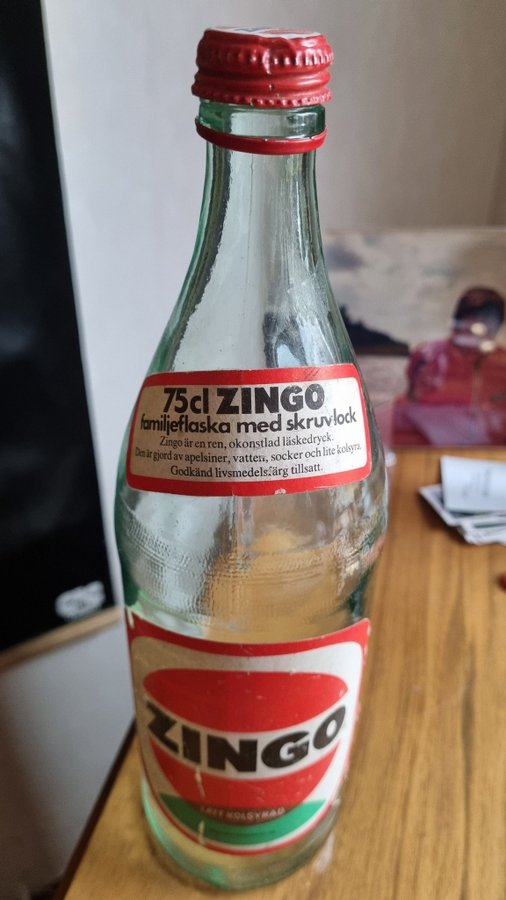 75cl ZINGO
familjeflaska med skruvlock
Zingo är en ren, okonstlad läskedryck.
Den är gjord av apelsiner, vatten, socker och lite kolsyra.
Godkänd livsmedelsfärg tillsatt.
ZINGO
LÄTT KOLSYRAD